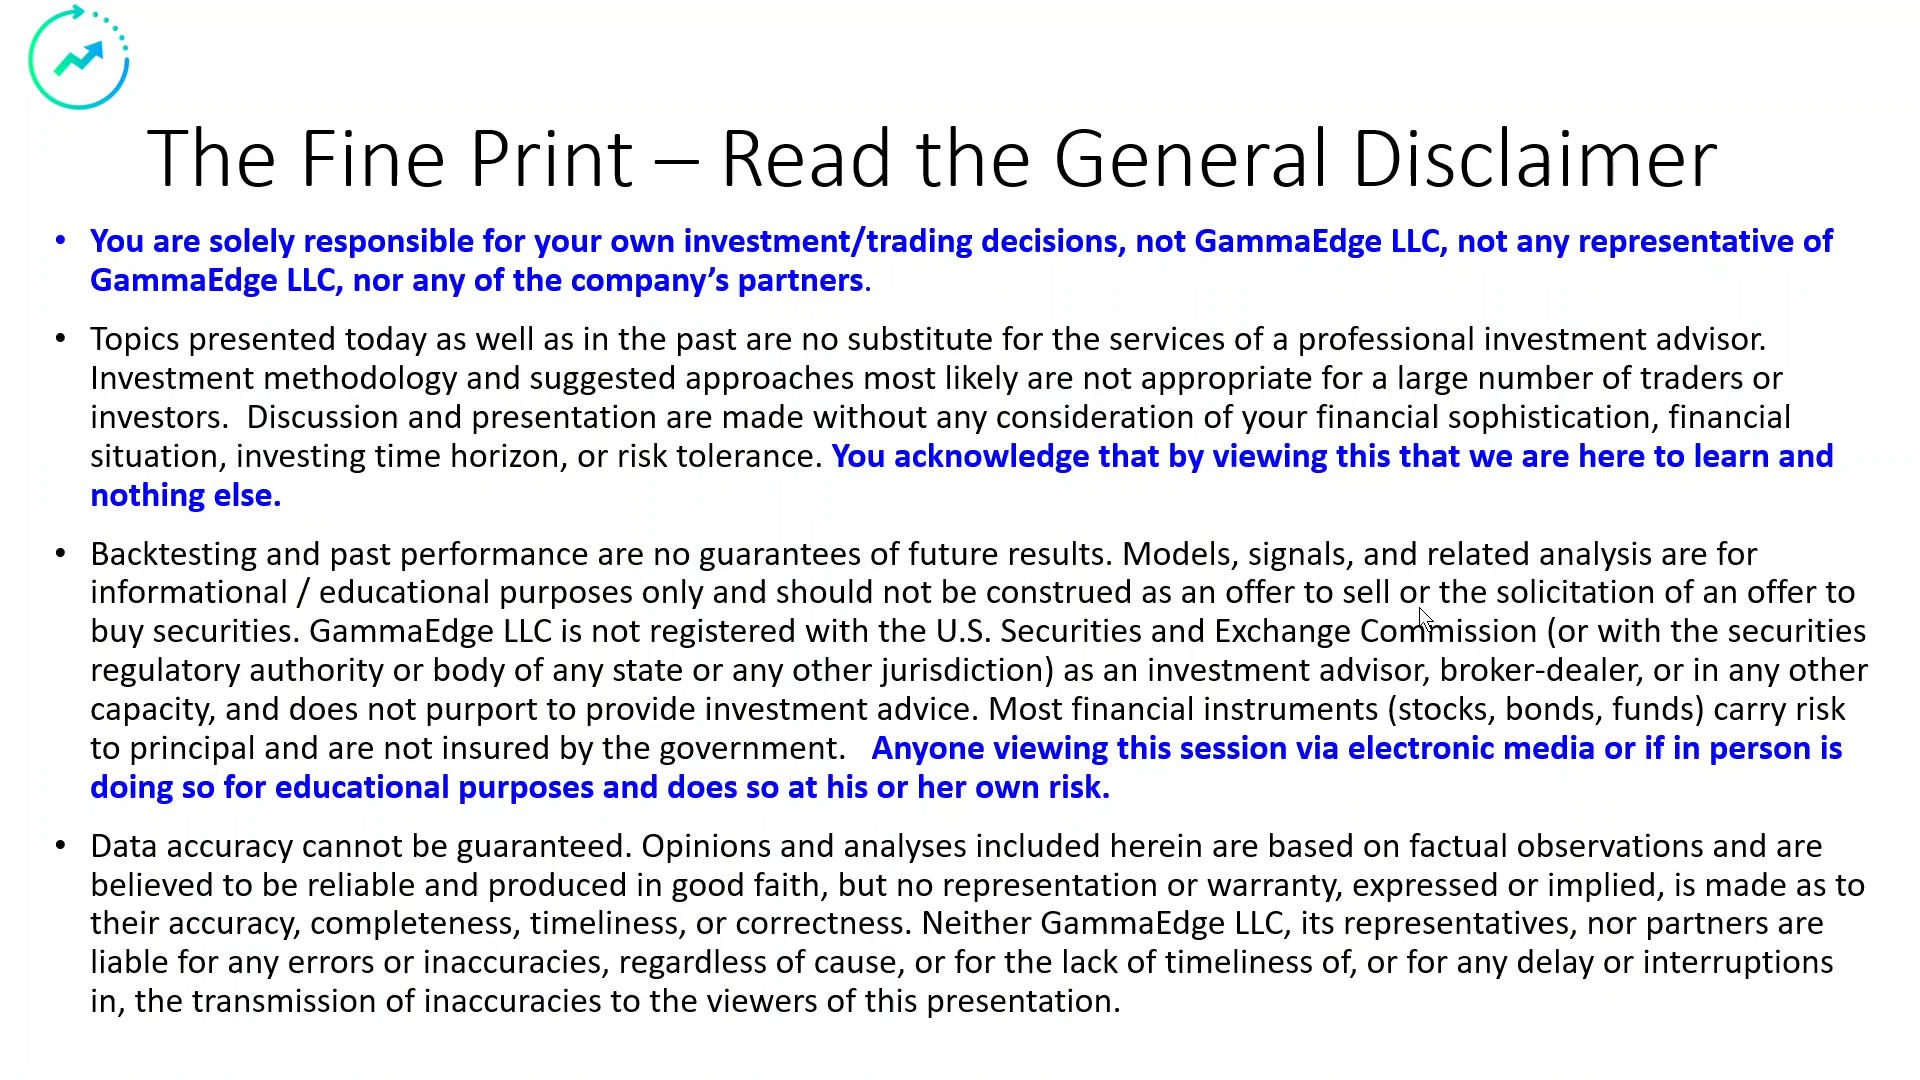 The Fine Print – Read the General Disclaimer
• You are solely responsible for your own investment/trading decisions, not GammaEdge LLC, not any representative of
GammaEdge LLC, nor any of the company’s partners.
• Topics presented today as well as in the past are no substitute for the services of a professional investment advisor.
Investment methodology and suggested approaches most likely are not appropriate for a large number of traders or
investors.  Discussion and presentation are made without any consideration of your financial sophistication, financial
situation, investing time horizon, or risk tolerance. You acknowledge that by viewing this that we are here to learn and
nothing else.
• Backtesting and past performance are no guarantees of future results. Models, signals, and related analysis are for
informational / educational purposes only and should not be construed as an offer to sell or the solicitation of an offer to
buy securities. GammaEdge LLC is not registered with the U.S. Securities and Exchange Commission (or with the securities
regulatory authority or body of any state or any other jurisdiction) as an investment advisor, broker-dealer, or in any other
capacity, and does not purport to provide investment advice. Most financial instruments (stocks, bonds, funds) carry risk
to principal and are not insured by the government.   Anyone viewing this session via electronic media or if in person is
doing so for educational purposes and does so at his or her own risk.
• Data accuracy cannot be guaranteed. Opinions and analyses included herein are based on factual observations and are
believed to be reliable and produced in good faith, but no representation or warranty, expressed or implied, is made as to
their accuracy, completeness, timeliness, or correctness. Neither GammaEdge LLC, its representatives, nor partners are
liable for any errors or inaccuracies, regardless of cause, or for the lack of timeliness of, or for any delay or interruptions
in, the transmission of inaccuracies to the viewers of this presentation.